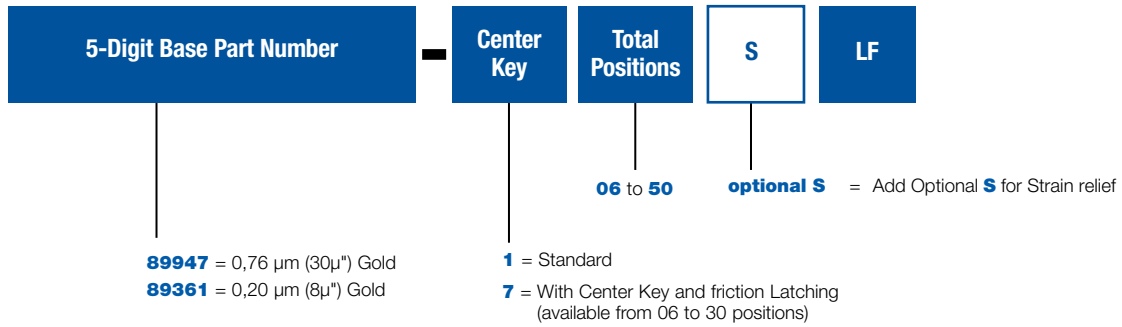 5-Digit Base Part Number
-
Center
Key
Total
Positions
S
LF
06 to 50
optional S = Add Optional S for Strain relief
89947 = 0,76 µm (30µ") Gold
89361 = 0,20 µm (8µ") Gold
1 = Standard
7 = With Center Key and friction Latching
(available from 06 to 30 positions)